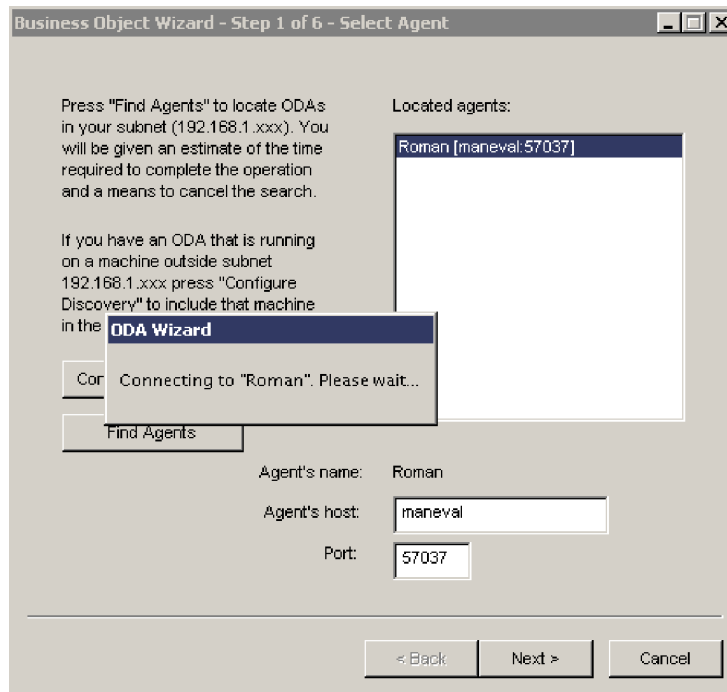 Business Object Wizard - Step 1 of 6 - Select Agent
Press "Find Agents" to locate ODAs
in your subnet (192.168.1.xxx). You
will be given an estimate of the time
required to complete the operation
and a means to cancel the search.
If you have an ODA that is running
on a machine outside subnet
192.168.1.xxx press "Configure
Discovery" to include that machine
in the
Located agents:
Roman [maneval:57037]
ODA Wizard
Connecting to "Roman". Please wait...
Find Agents
Agent's name: Roman
Agent's host: maneval
Port: 57037
< Back
Next >
Cancel